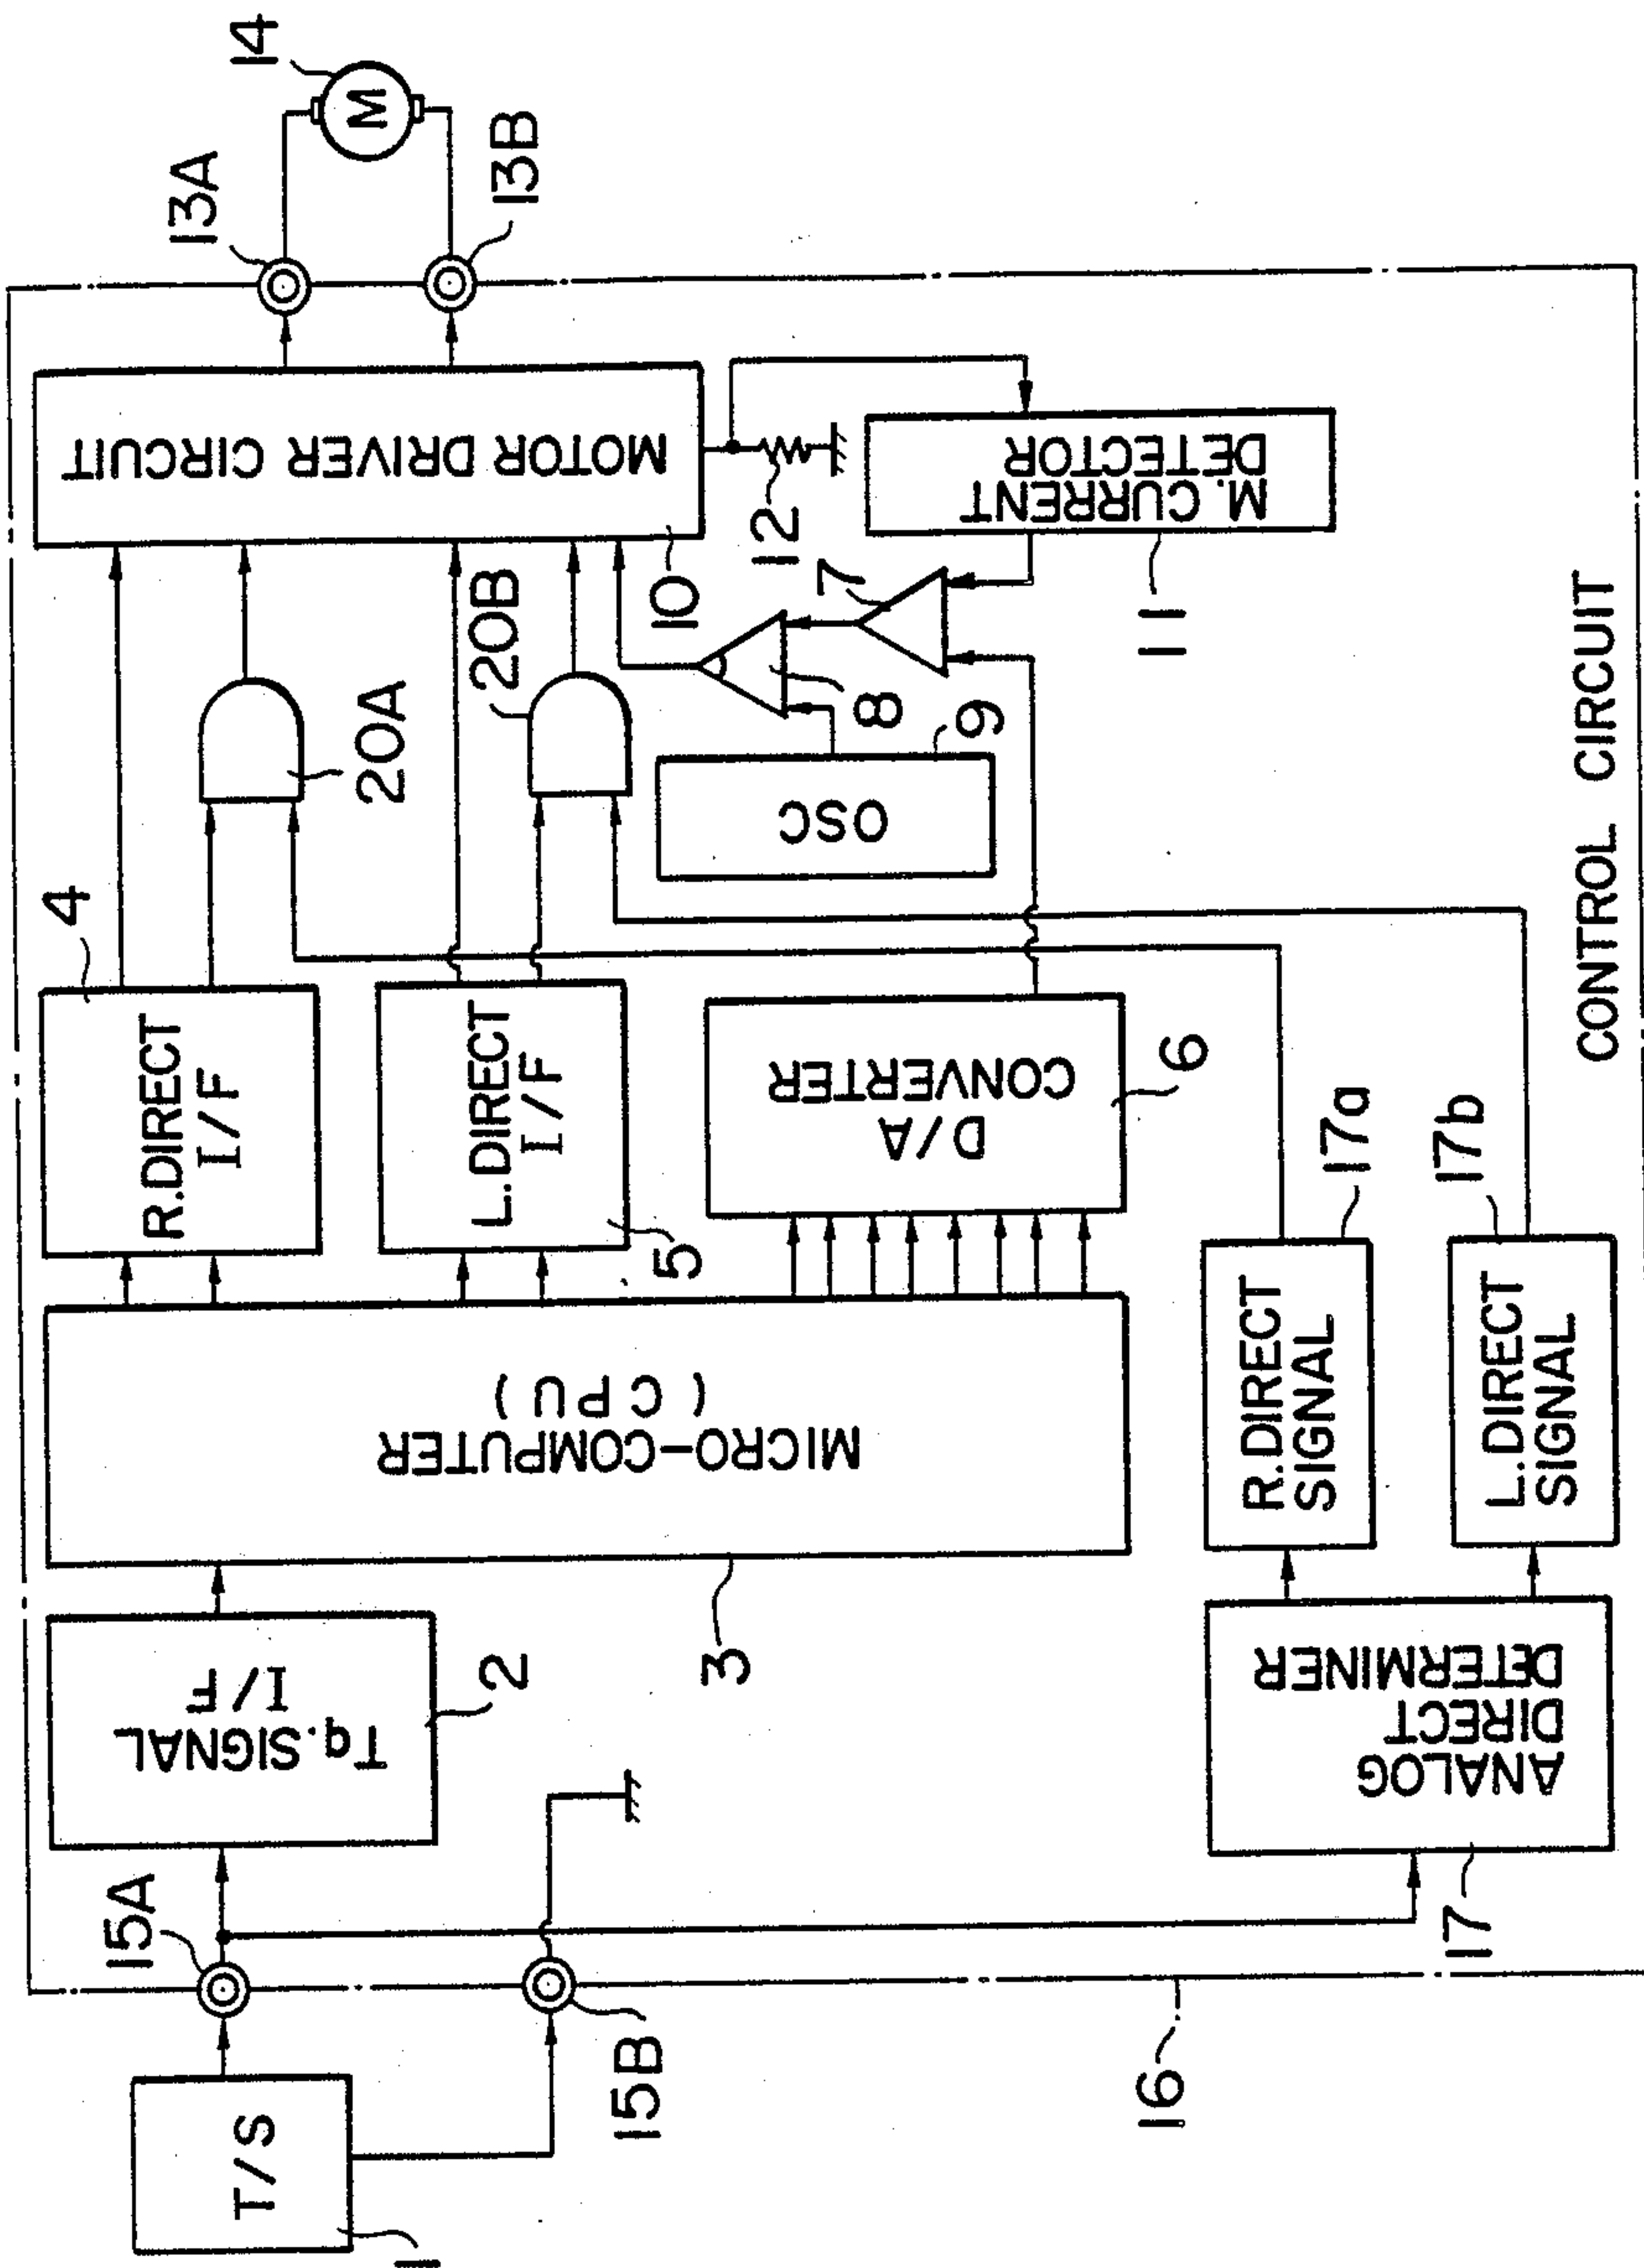 T/S
1
15A
15B
Tq. SIGNAL
I/F
2
MICRO-COMPUTER
(CPU)
3
R.DIRECT
I/F
4
L.DIRECT
I/F
5
D/A
CONVERTER
6
20A
20B
OSC
9
8
7
MOTOR DRIVER CIRCUIT
10
12
M. CURRENT
DETECTOR
11
13A
13B
M
14
ANALOG
DIRECT
DETERMINER
17
R.DIRECT
SIGNAL
17a
L.DIRECT
SIGNAL
17b
16
CONTROL CIRCUIT